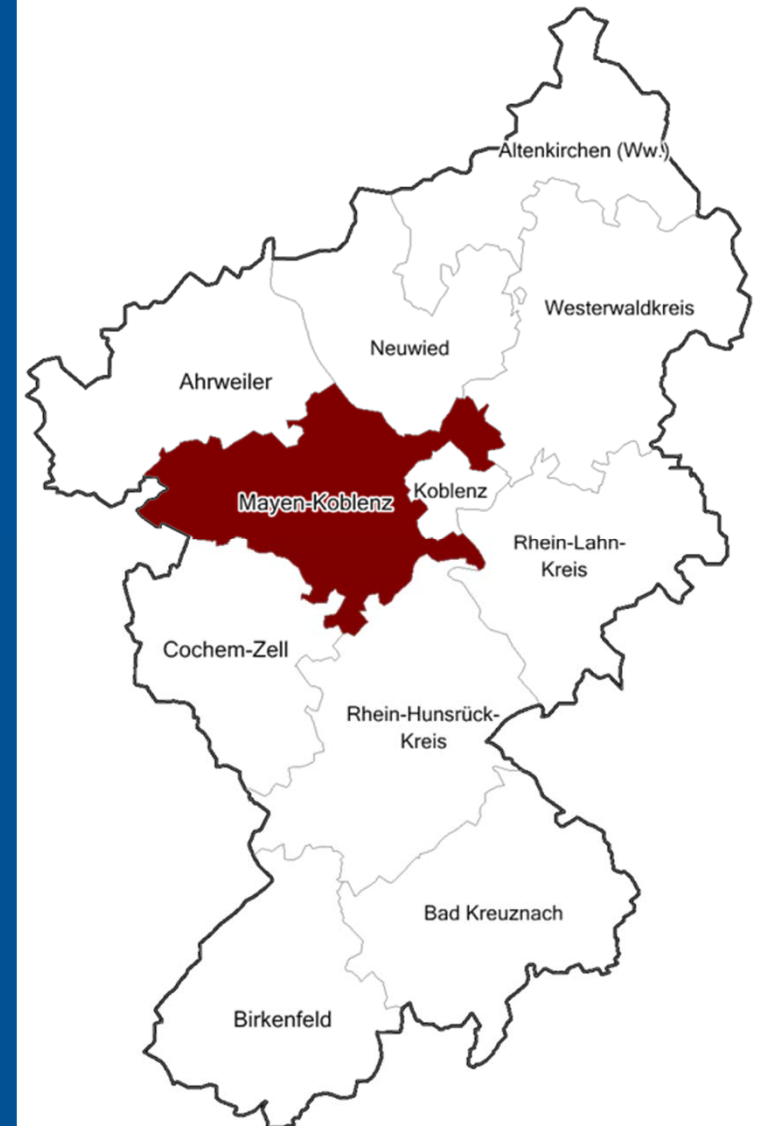 Altenkirchen (Ww.)
Westerwaldkreis
Neuwied
Ahrweiler
Koblenz
Mayen-Koblenz
Rhein-Lahn-
Kreis
Cochem-Zell
Rhein-Hunsrück-
Kreis
Bad Kreuznach
Birkenfeld